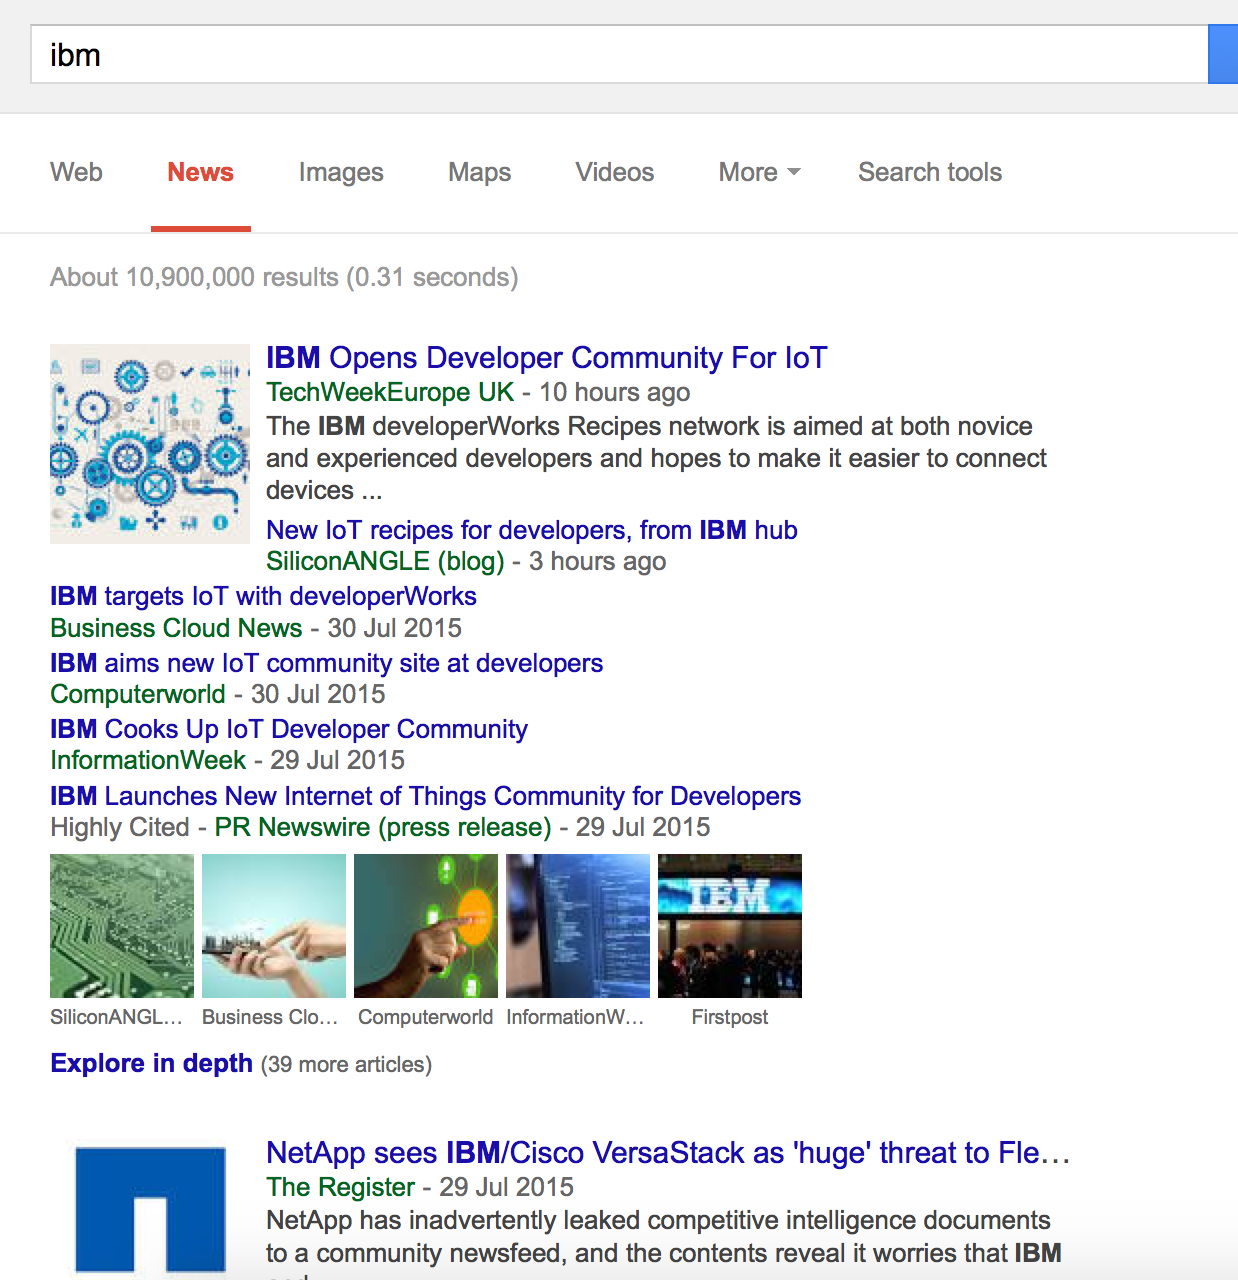 ibm
Web News Images Maps Videos More Search tools
About 10,900,000 results (0.31 seconds)
IBM Opens Developer Community For IoT
TechWeekEurope UK - 10 hours ago
The IBM developerWorks Recipes network is aimed at both novice
and experienced developers and hopes to make it easier to connect
devices ...
New IoT recipes for developers, from IBM hub
SiliconANGLE (blog) - 3 hours ago
IBM targets IoT with developerWorks
Business Cloud News - 30 Jul 2015
IBM aims new IoT community site at developers
Computerworld - 30 Jul 2015
IBM Cooks Up IoT Developer Community
InformationWeek - 29 Jul 2015
IBM Launches New Internet of Things Community for Developers
Highly Cited - PR Newswire (press release) - 29 Jul 2015
IBM
SiliconANGL... Business Clo... Computerworld InformationW... Firstpost
Explore in depth (39 more articles)
NetApp sees IBM/Cisco VersaStack as 'huge' threat to Fle...
The Register - 29 Jul 2015
NetApp has inadvertently leaked competitive intelligence documents
to a community newsfeed, and the contents reveal it worries that IBM